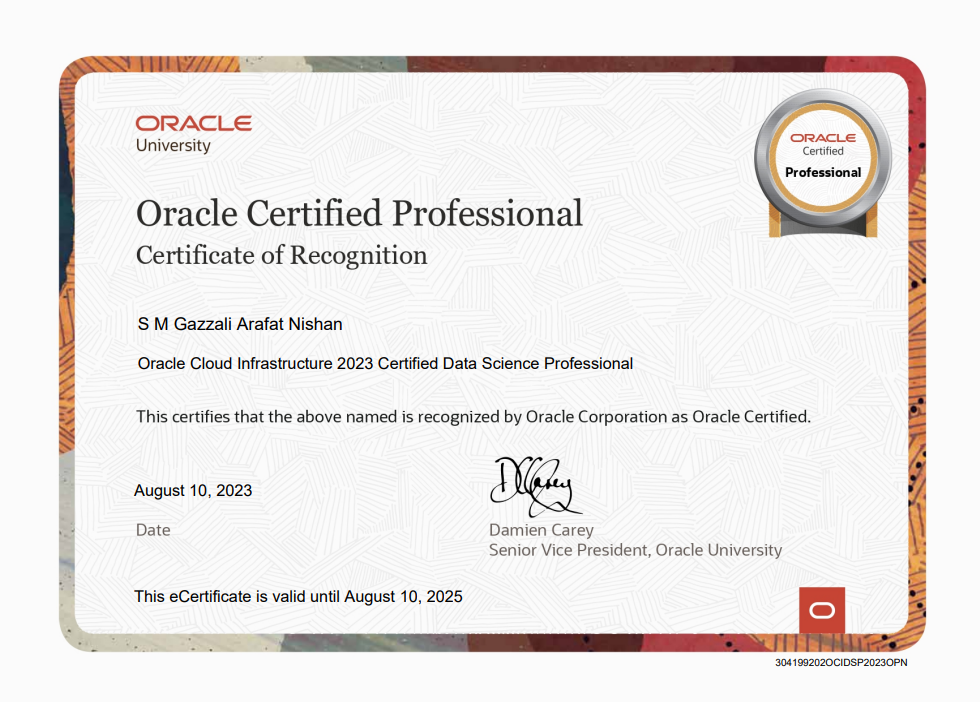 ORACLE
University
ORACLE
Certified
Professional
Oracle Certified Professional
Certificate of Recognition
S M Gazzali Arafat Nishan
Oracle Cloud Infrastructure 2023 Certified Data Science Professional
This certifies that the above named is recognized by Oracle Corporation as Oracle Certified.
August 10, 2023
Date
DCarey
Damien Carey
Senior Vice President, Oracle University
This eCertificate is valid until August 10, 2025
304199202OCIDSP2023OPN